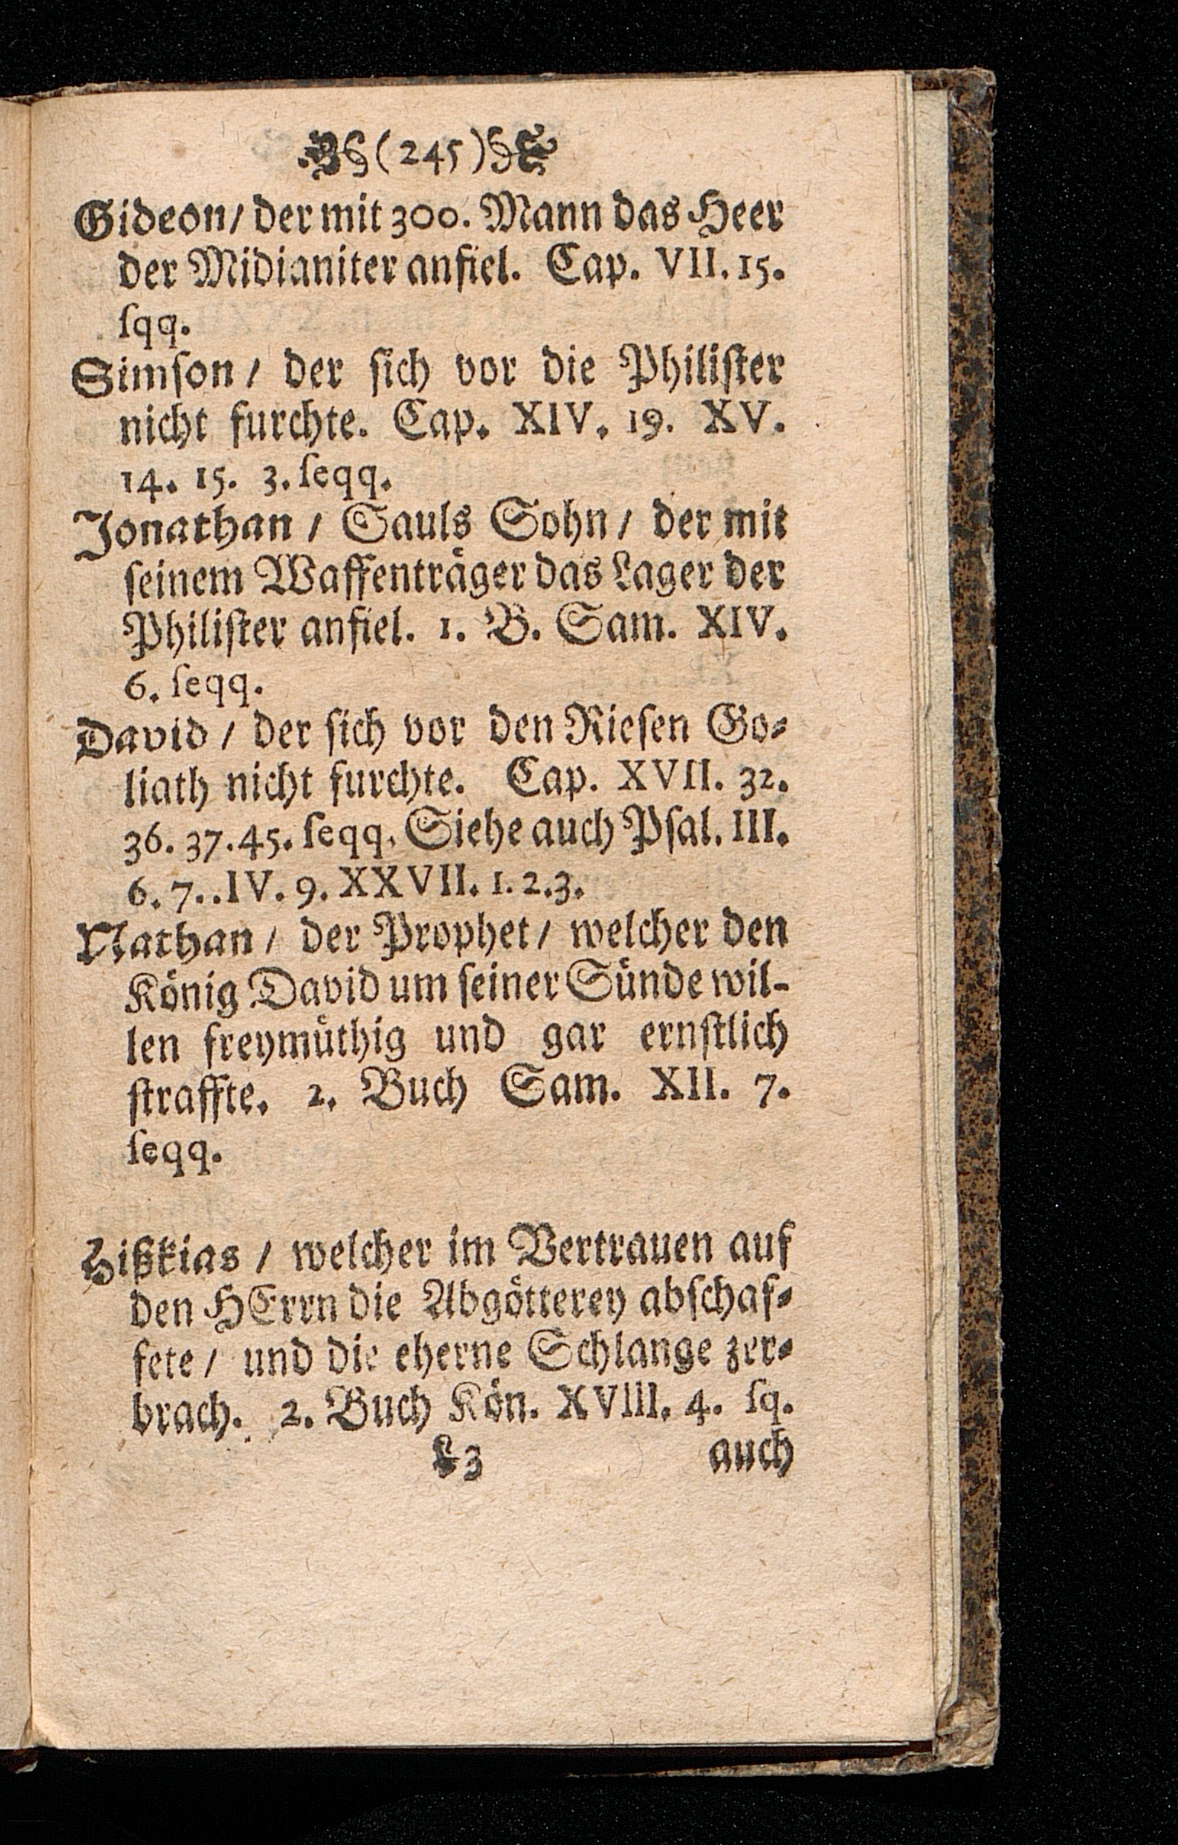 (245)
Gideon/ der mit 300. Mann das Heer
der Midianiter anfiel. Cap. VII. 15.
ſqq.
Simſon/ der ſich vor die Philiſter
nicht furchte. Cap. XIV. 19. XV.
14. 15. 3. ſeqq.
Jonathan/ Sauls Sohn/ der mit
ſeinem Waffenträger das Lager der
Philiſter anfiel. 1. B. Sam. XIV.
6. ſeqq.
David/ der ſich vor den Rieſen Go⸗
liath nicht furchte. Cap. XVII. 32.
36. 37. 45. ſeqq. Siehe auch Pſal. III.
6. 7.. IV. 9. XXVII. 1. 2. 3.
Nathan/ der Prophet/ welcher den
König David um ſeiner Sünde wil-
len freymüthig und gar ernſtlich
ſtraffte. 2. Buch Sam. XII. 7.
ſeqq.
Hißkias/ welcher im Vertrauen auf
den HErrn die Abgötterey abſchaf⸗
fete/ und die eherne Schlange zer⸗
brach. 2. Buch Kön. XVIII. 4. ſq.
L3 auch